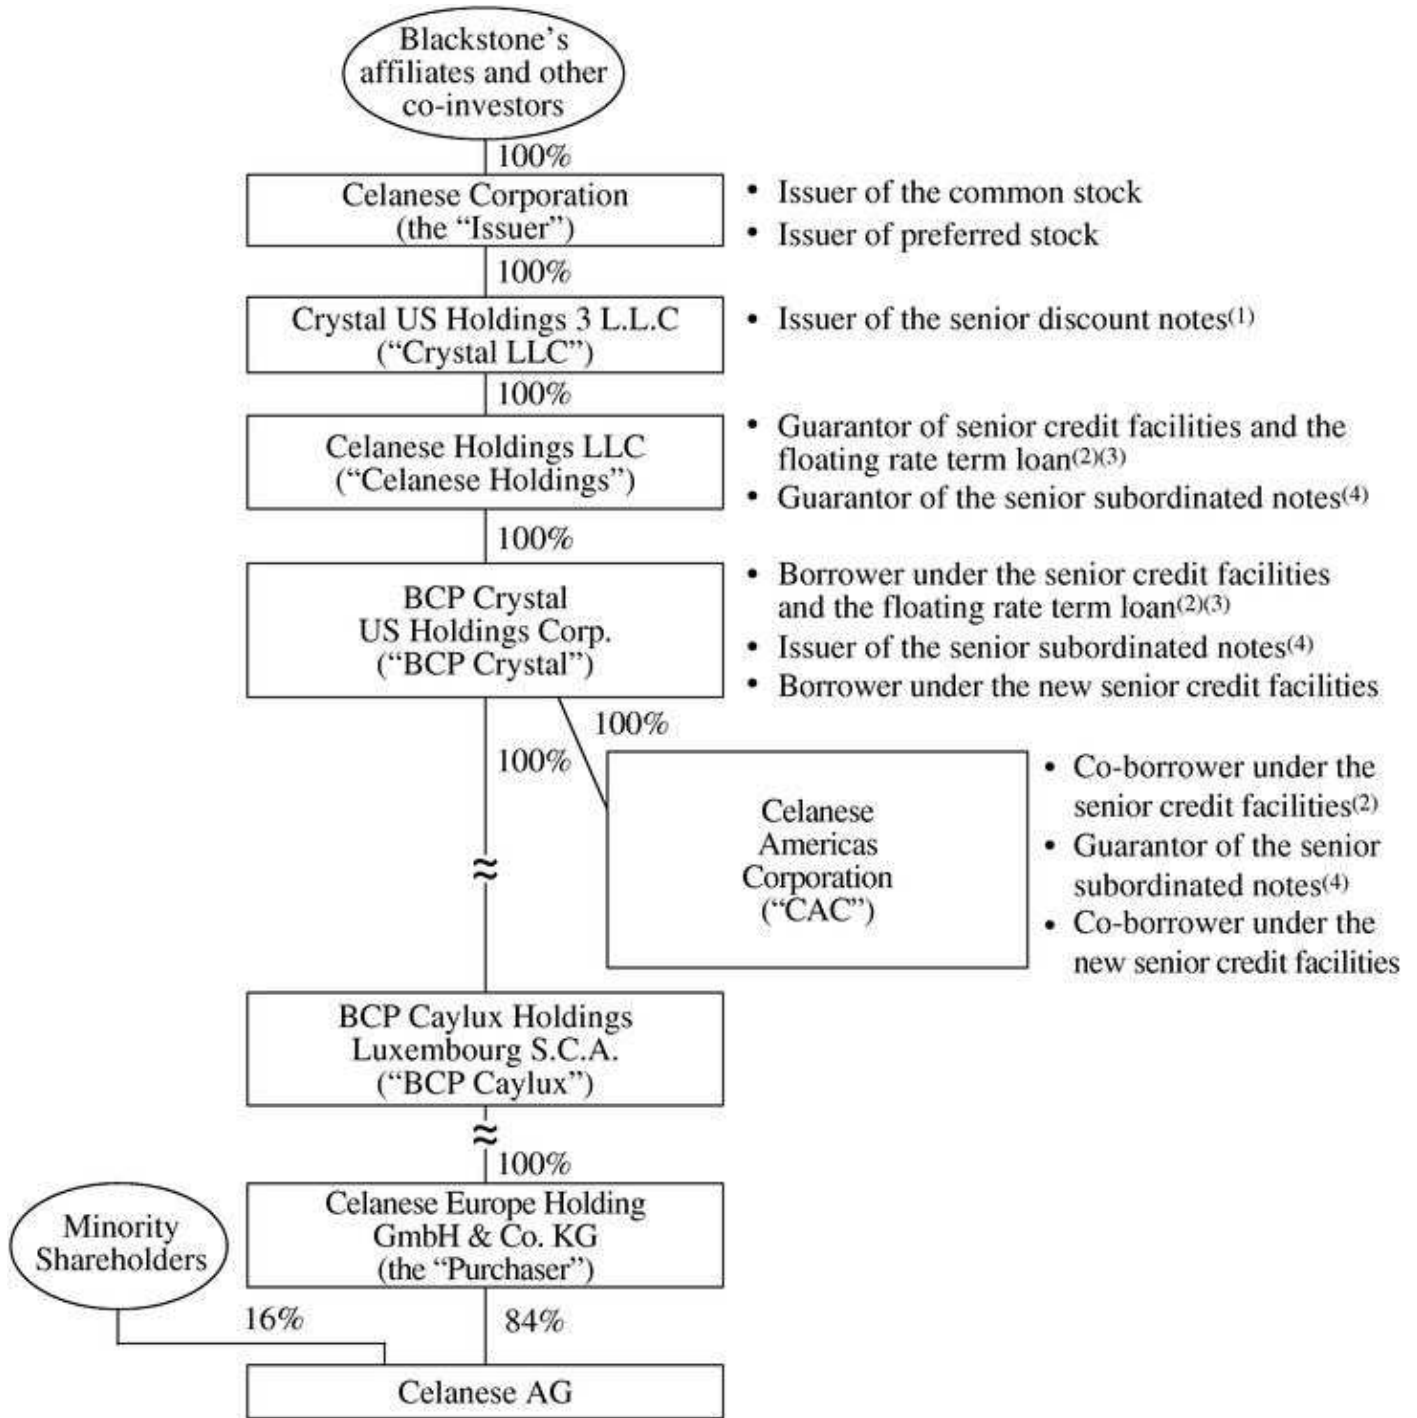 Blackstone's
affiliates and other
co-investors
100%
Celanese Corporation
(the “Issuer”)
• Issuer of the common stock
• Issuer of preferred stock
100%
Crystal US Holdings 3 L.L.C
(“Crystal LLC”)
• Issuer of the senior discount notes(1)
100%
Celanese Holdings LLC
(“Celanese Holdings”)
• Guarantor of senior credit facilities and the
floating rate term loan(2)(3)
• Guarantor of the senior subordinated notes(4)
100%
BCP Crystal
US Holdings Corp.
(“BCP Crystal”)
• Borrower under the senior credit facilities
and the floating rate term loan(2)(3)
• Issuer of the senior subordinated notes(4)
• Borrower under the new senior credit facilities
100%
100%
Celanese
Americas
Corporation
(“CAC”)
• Co-borrower under the
senior credit facilities(2)
• Guarantor of the senior
subordinated notes(4)
• Co-borrower under the
new senior credit facilities
BCP Caylux Holdings
Luxembourg S.C.A.
(“BCP Caylux”)
100%
Celanese Europe Holding
GmbH & Co. KG
(the “Purchaser”)
Minority
Shareholders
16%
84%
Celanese AG